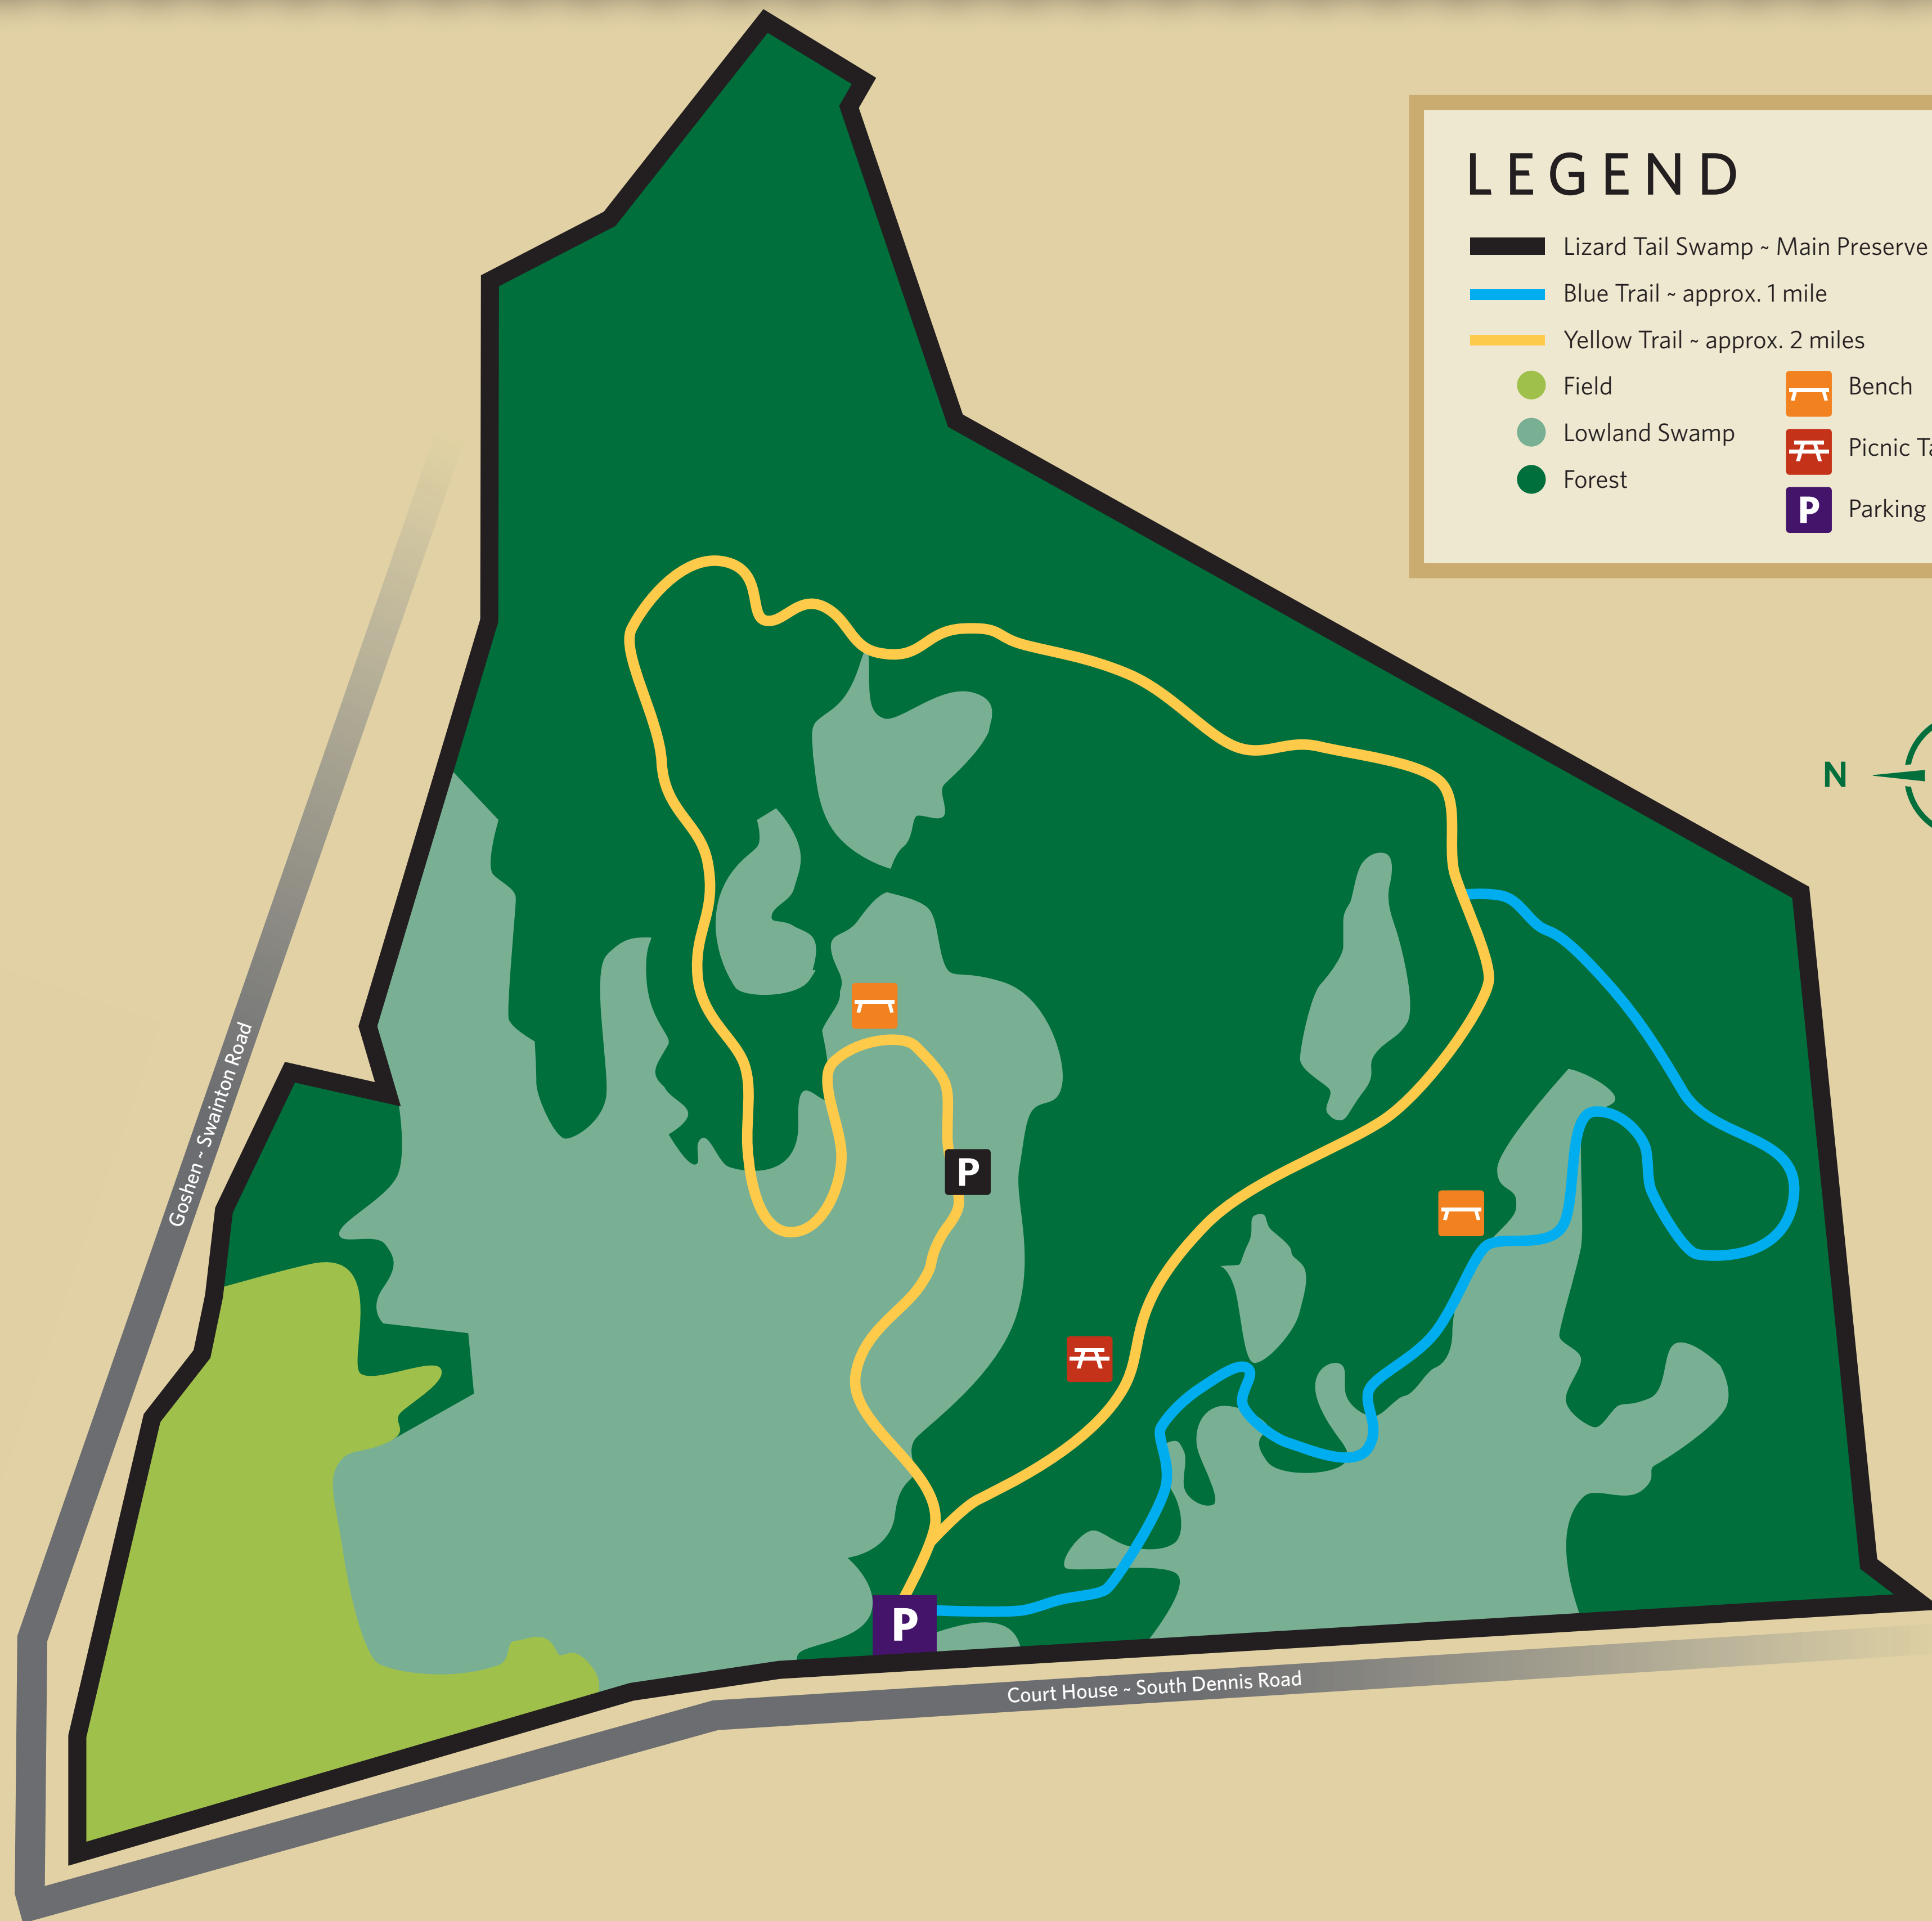 LEGEND
Lizard Tail Swamp ~ Main Preserve
Blue Trail ~ approx. 1 mile
Yellow Trail ~ approx. 2 miles
Field
Bench
Lowland Swamp
Picnic
Forest
P Parking
N
Goshen ~ Swainton Road
P
P
Court House ~ South Dennis Road